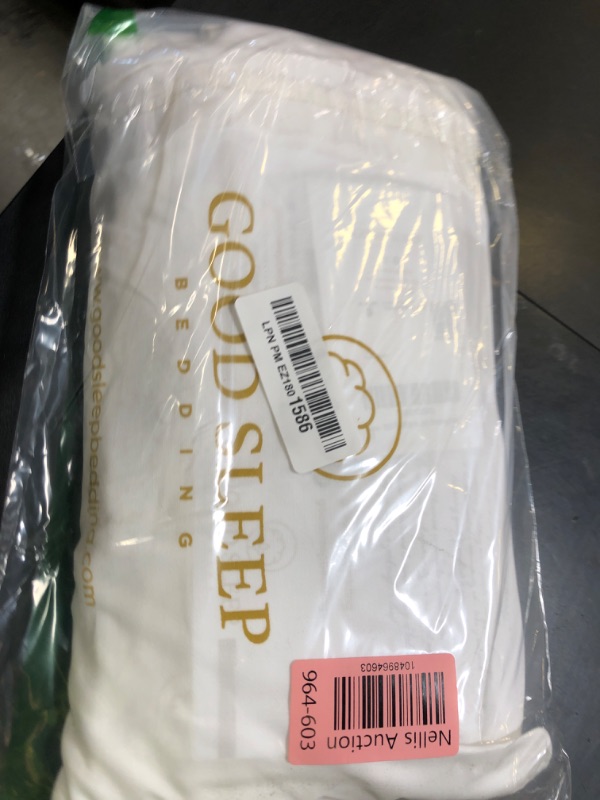 GOOD SLEEP
BEDDING
www.goodsleepbedding.com
LPN PM EZ180 1586
Nellis Auction
1048964603
964-603